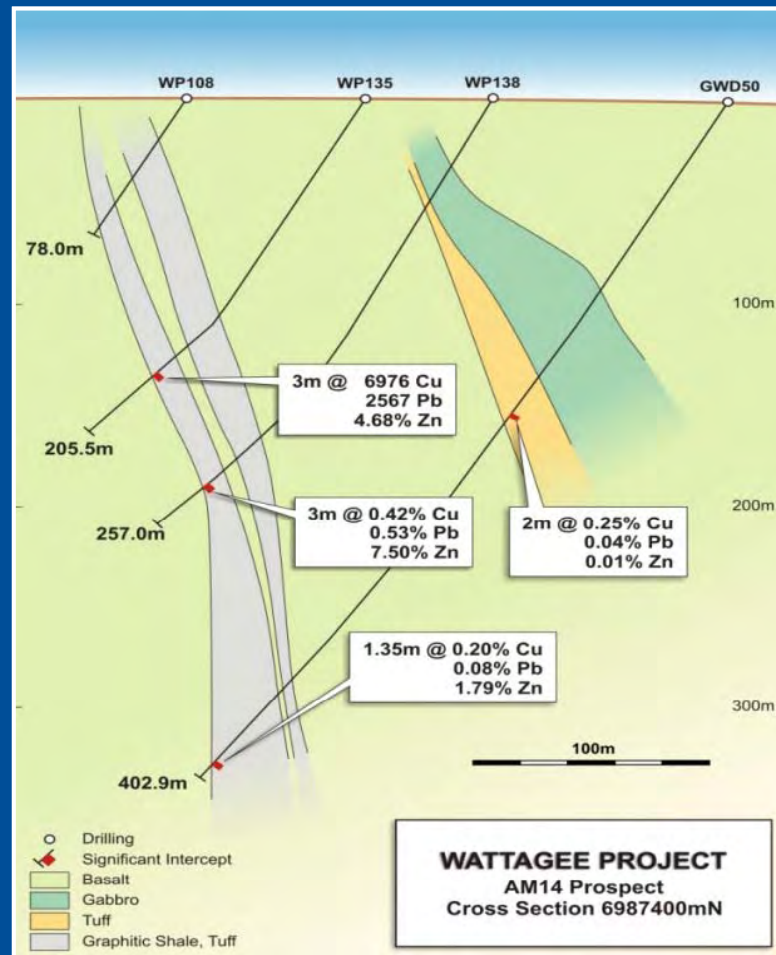 WP108 WP135 WP138 GWD50
78.0m
100m
3m @ 6976 Cu
2567 Pb
4.68% Zn
205.5m
200m
3m @ 0.42% Cu
0.53% Pb
7.50% Zn
2m @ 0.25% Cu
0.04% Pb
0.01% Zn
257.0m
1.35m @ 0.20% Cu
0.08% Pb
1.79% Zn
300m
100m
402.9m
Drilling
Significant Intercept
Basalt
Gabbro
Tuff
Graphitic Shale, Tuff
WATTAGEE PROJECT
AM14 Prospect
Cross Section 6987400mN